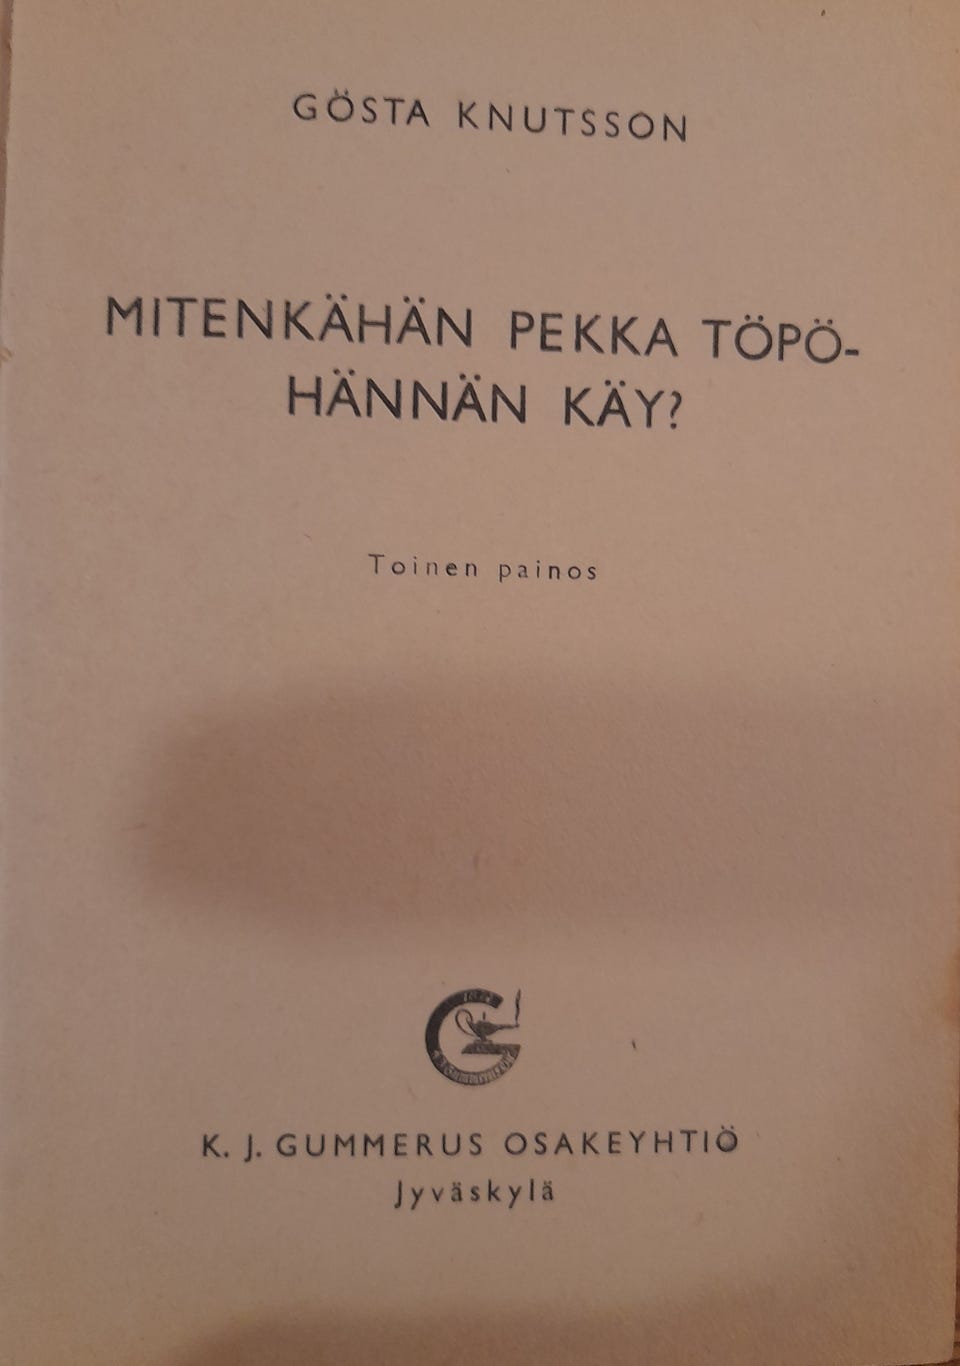 GÖSTA KNUTSSON
MITENKÄHÄN PEKKA TÖPÖ-
HÄNNÄN KÄY?
Toinen painos
K. J. GUMMERUS OSAKEYHTIÖ
Jyväskylä